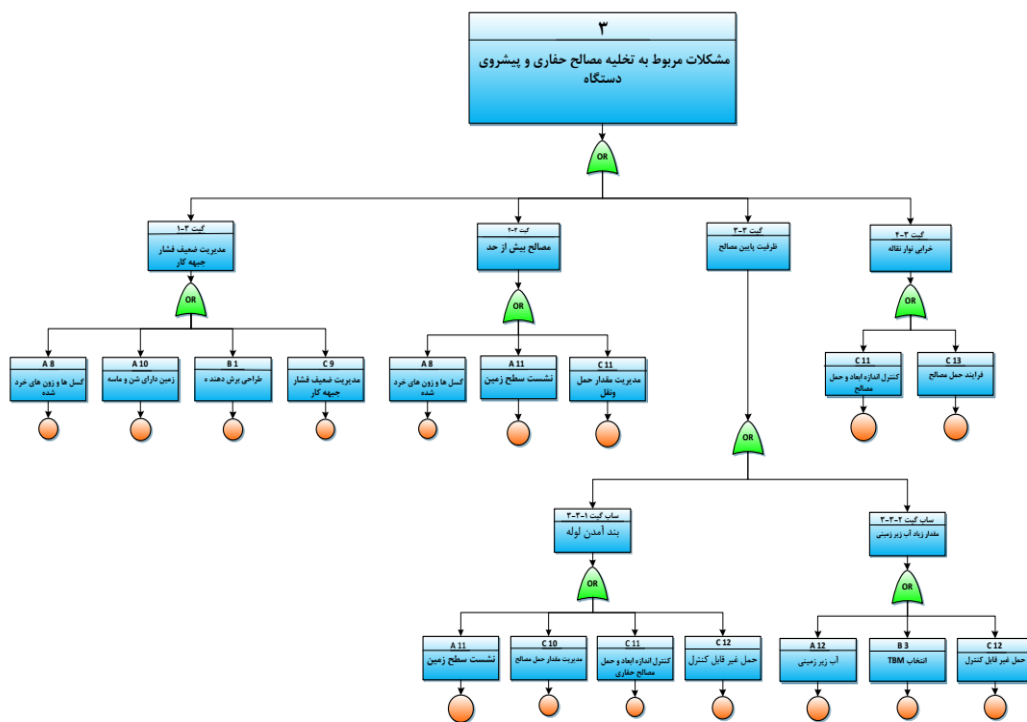 ۳
مشکلات مربوط به تخلیه مصالح حفاری و پیشروی
دستگاه
OR
گیت ۳-۱
مدیریت ضعیف فشار
جبهه کار
گیت ۲-۲
مصالح بیش از حد
گیت ۳-۳
ظرفیت پایین مصالح
گیت ۳-۴
خرابی نوار نقاله
OR
OR
OR
A 8
گسل ها و زون های خرد
شده
A 10
زمین دارای شن و ماسه
B 1
طراحی برش دهنده ه
C 9
مدیریت ضعیف فشار
جبهه کار
A 8
گسل ها و زون های خرد
شده
A 11
نشست سطح زمین
C 11
مدیریت مقدار حمل
ونقل
C 11
کنترل اندازه ابعاد و حمل
مصالح
C 13
فرایند حمل مصالح
OR
ساب گیت ۱-۳-۳
بند آمدن لوله
ساب گیت ۲-۳-۳
مقدار زیاد آب زیر زمینی
OR
OR
A 11
نشست سطح زمین
C 10
مدیریت مقدار حمل مصالح
C 11
کنترل اندازه ابعاد و حمل
مصالح حفاری
C 12
حمل غیر قابل کنترل
A 12
آب زیر زمینی
B 3
انتخاب TBM
C 12
حمل غیر قابل کنترل